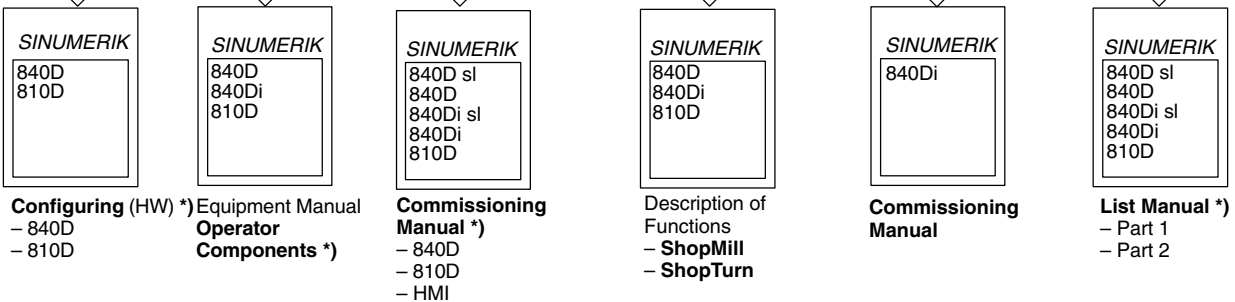 SINUMERIK
840D
810D
Configuring (HW) *)
– 840D
– 810D
SINUMERIK
840D
840Di
810D
Equipment Manual
Operator
Components *)
SINUMERIK
840D sl
840D
840Di sl
840Di
810D
Commissioning
Manual *)
– 840D
– 810D
– HMI
SINUMERIK
840D
840Di
810D
Description of
Functions
– ShopMill
– ShopTurn
SINUMERIK
840Di
Commissioning
Manual
SINUMERIK
840D sl
840D
840Di sl
840Di
810D
List Manual *)
– Part 1
– Part 2